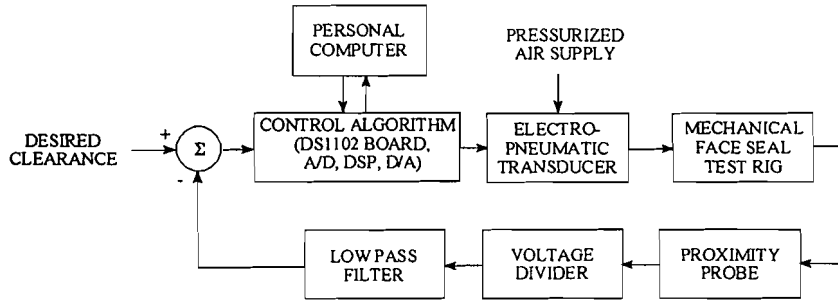 PERSONAL
COMPUTER
PRESSURIZED
AIR SUPPLY
DESIRED
CLEARANCE
+
Σ
-
CONTROL ALGORITHM
(DS1102 BOARD,
A/D, DSP, D/A)
ELECTRO-
PNEUMATIC
TRANSDUCER
MECHANICAL
FACE SEAL
TEST RIG
LOW PASS
FILTER
VOLTAGE
DIVIDER
PROXIMITY
PROBE